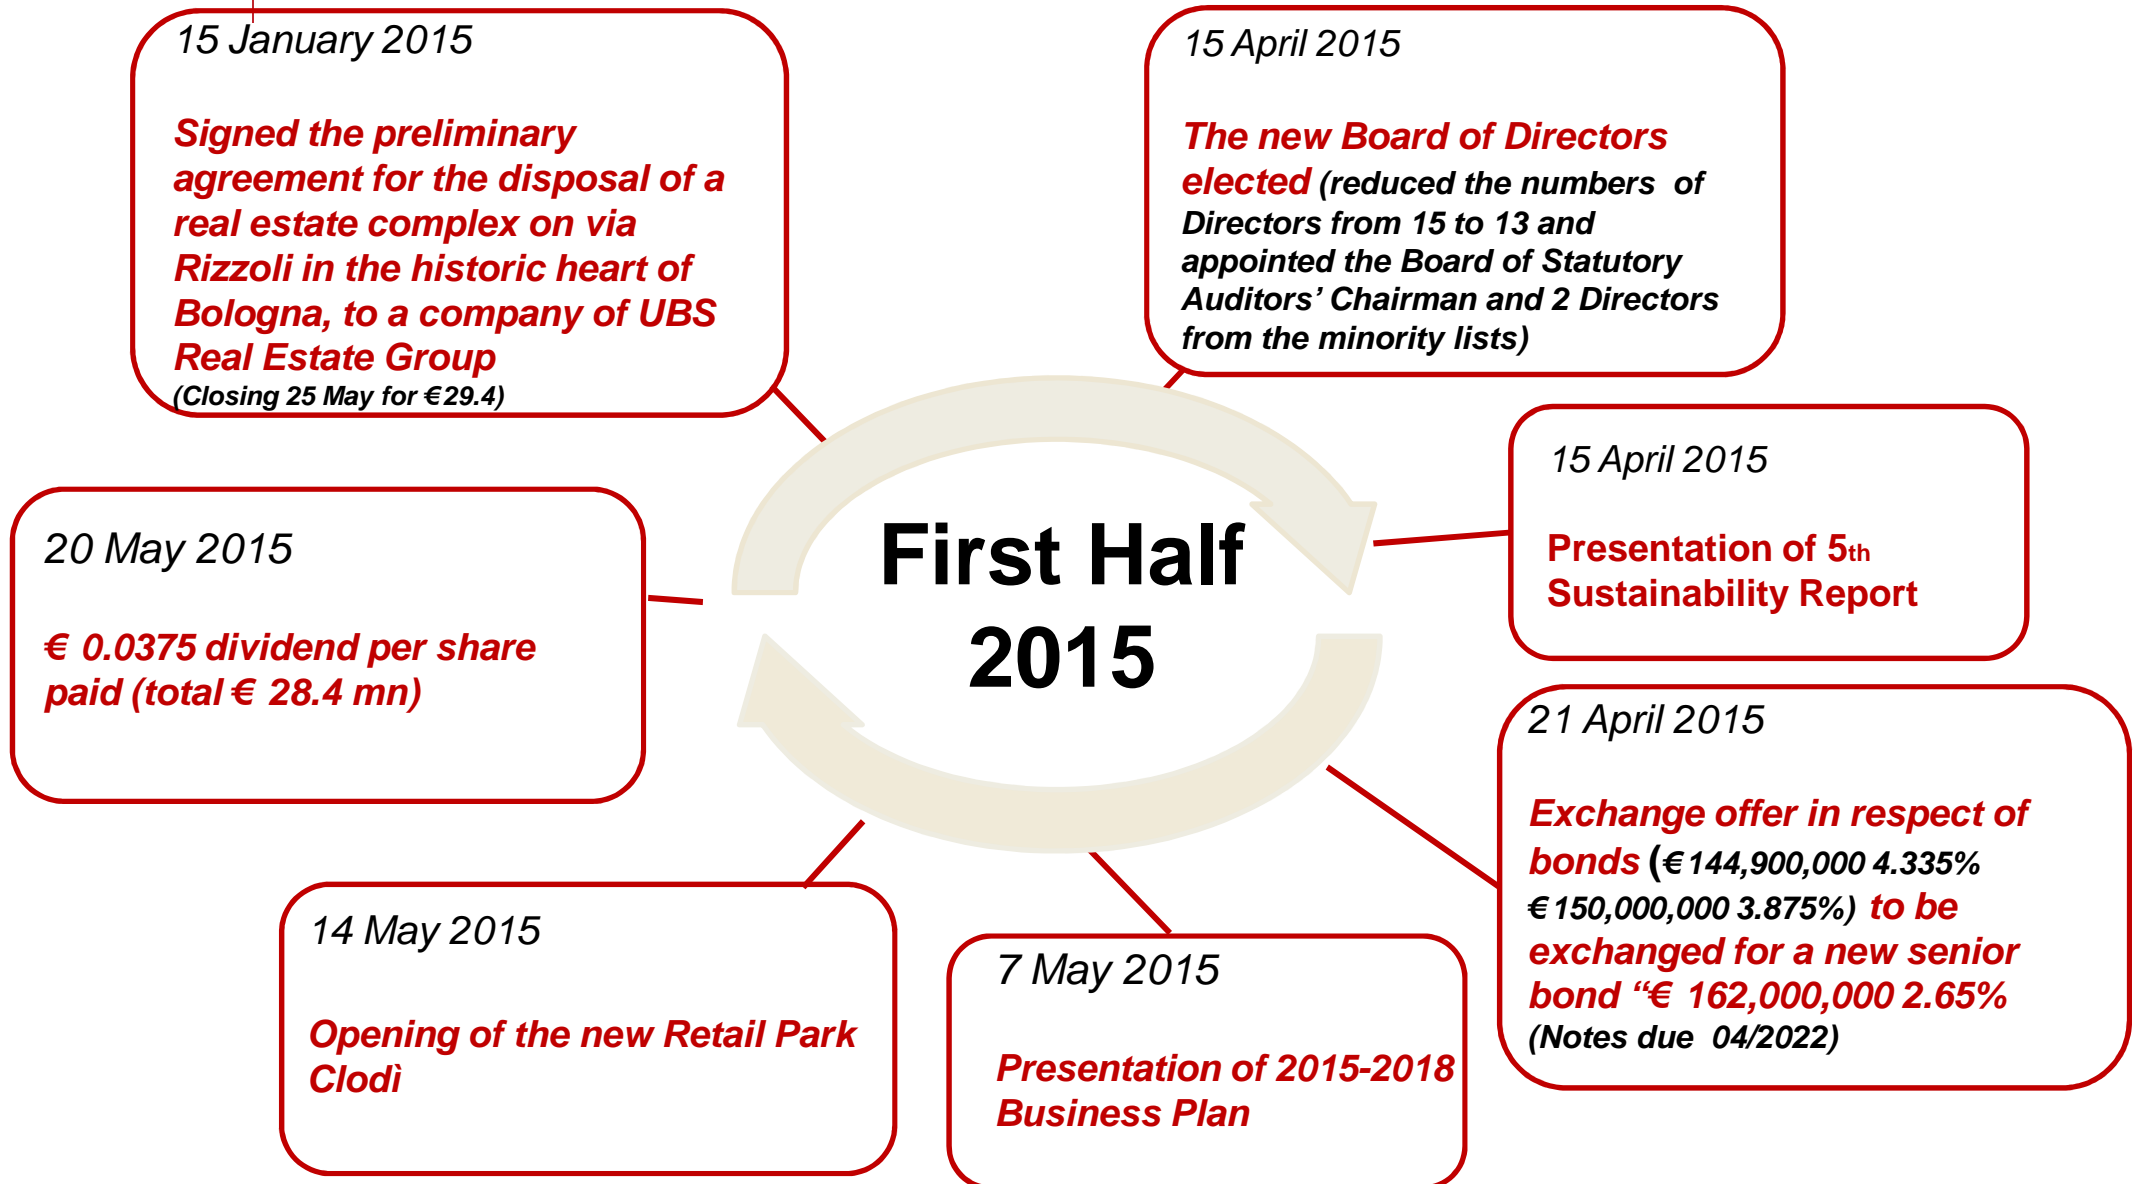 15 January 2015
Signed the preliminary
agreement for the disposal of a
real estate complex on via
Rizzoli in the historic heart of
Bologna, to a company of UBS
Real Estate Group
(Closing 25 May for €29.4)
15 April 2015
The new Board of Directors
elected (reduced the numbers of
Directors from 15 to 13 and
appointed the Board of Statutory
Auditors’ Chairman and 2 Directors
from the minority lists)
15 April 2015
Presentation of 5th
Sustainability Report
21 April 2015
Exchange offer in respect of
bonds (€144,900,000 4.335%
€150,000,000 3.875%) to be
exchanged for a new senior
bond “€ 162,000,000 2.65%
(Notes due 04/2022)
7 May 2015
Presentation of 2015-2018
Business Plan
14 May 2015
Opening of the new Retail Park
Clodì
20 May 2015
€ 0.0375 dividend per share
paid (total € 28.4 mn)
First Half
2015